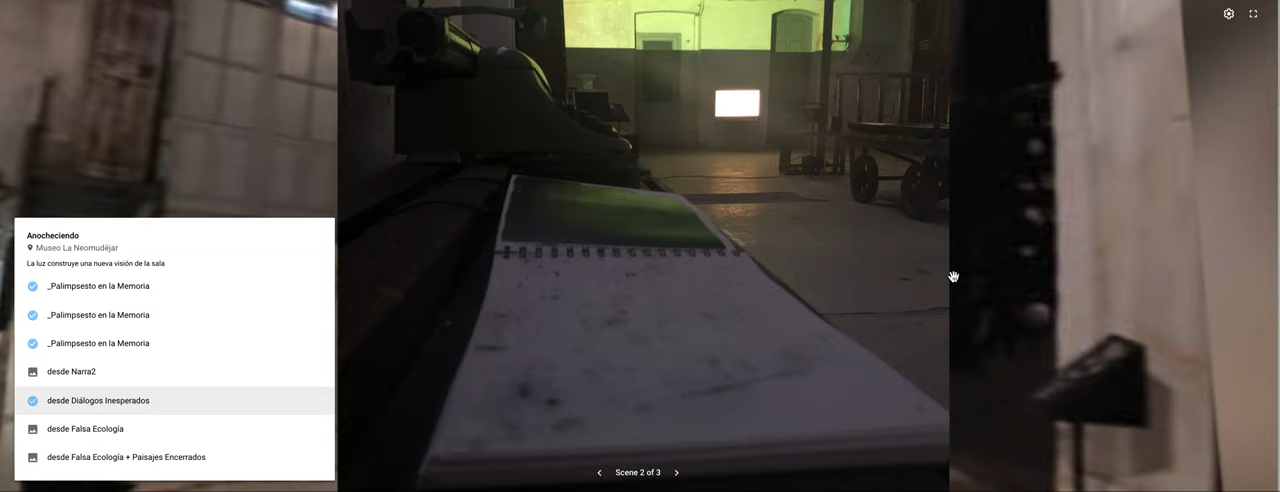 Anocheciendo
Museo La Neomudéjar
La luz construye una nueva visión de la sala
_Palimpsesto en la Memoria
_Palimpsesto en la Memoria
_Palimpsesto en la Memoria
desde Narra2
desde Diálogos Inesperados
desde Falsa Ecología
desde Falsa Ecología + Paisajes Encerrados
Scene 2 of 3